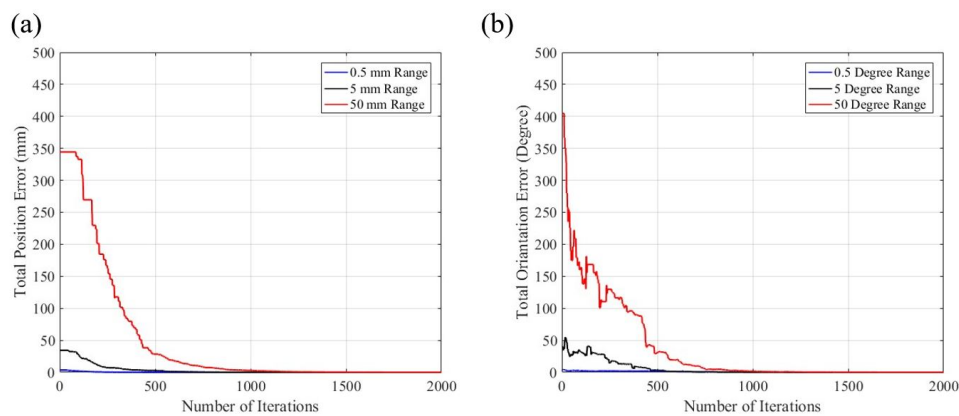 (a)
500
450
400
350
300
250
200
150
100
50
0
Total Position Error (mm)
0.5 mm Range
5 mm Range
50 mm Range
0
500
1000
1500
2000
Number of Iterations
(b)
500
450
400
350
300
250
200
150
100
50
0
Total Oriantation Error (Degree)
0.5 Degree Range
5 Degree Range
50 Degree Range
0
500
1000
1500
2000
Number of Iterations